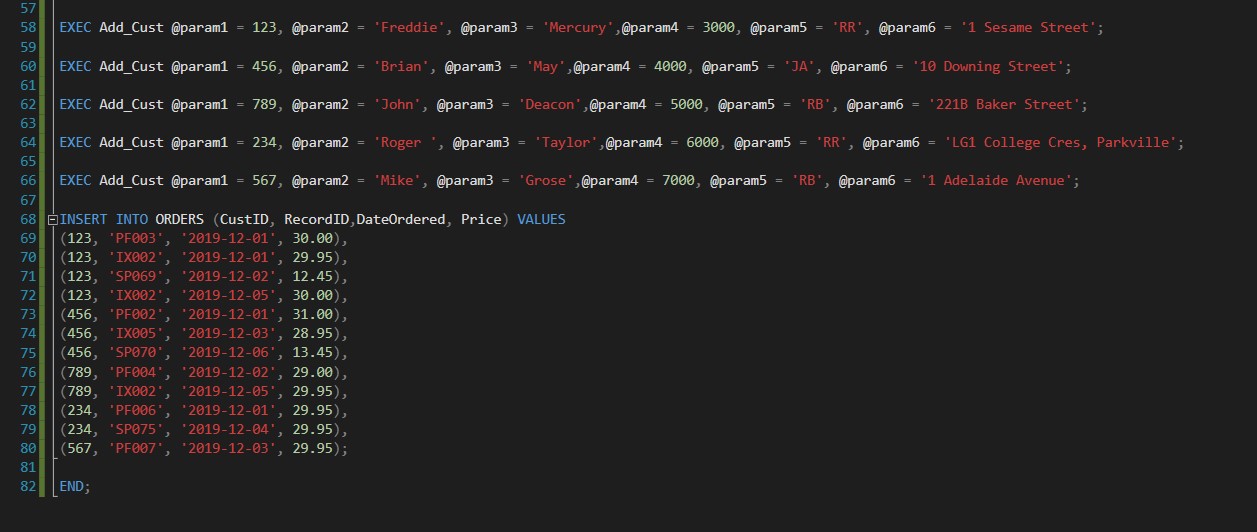 57
58 EXEC Add_Cust @param1 = 123, @param2 = 'Freddie', @param3 = 'Mercury',@param4 = 3000, @param5 = 'RR', @param6 = '1 Sesame Street';
59
60 EXEC Add_Cust @param1 = 456, @param2 = 'Brian', @param3 = 'May',@param4 = 4000, @param5 = 'JA', @param6 = '10 Downing Street';
61
62 EXEC Add_Cust @param1 = 789, @param2 = 'John', @param3 = 'Deacon',@param4 = 5000, @param5 = 'RB', @param6 = '221B Baker Street';
63
64 EXEC Add_Cust @param1 = 234, @param2 = 'Roger ', @param3 = 'Taylor',@param4 = 6000, @param5 = 'RR', @param6 = 'LG1 College Cres, Parkville';
65
66 EXEC Add_Cust @param1 = 567, @param2 = 'Mike', @param3 = 'Grose',@param4 = 7000, @param5 = 'RB', @param6 = '1 Adelaide Avenue';
67
68 INSERT INTO ORDERS (CustID, RecordID,DateOrdered, Price) VALUES
69 (123, 'PF003', '2019-12-01', 30.00),
70 (123, 'IX002', '2019-12-01', 29.95),
71 (123, 'SP069', '2019-12-02', 12.45),
72 (123, 'IX002', '2019-12-05', 30.00),
73 (456, 'PF002', '2019-12-01', 31.00),
74 (456, 'IX005', '2019-12-03', 28.95),
75 (456, 'SP070', '2019-12-06', 13.45),
76 (789, 'PF004', '2019-12-02', 29.00),
77 (789, 'IX002', '2019-12-05', 29.95),
78 (234, 'PF006', '2019-12-01', 29.95),
79 (234, 'SP075', '2019-12-04', 29.95),
80 (567, 'PF007', '2019-12-03', 29.95);
81
82 END;